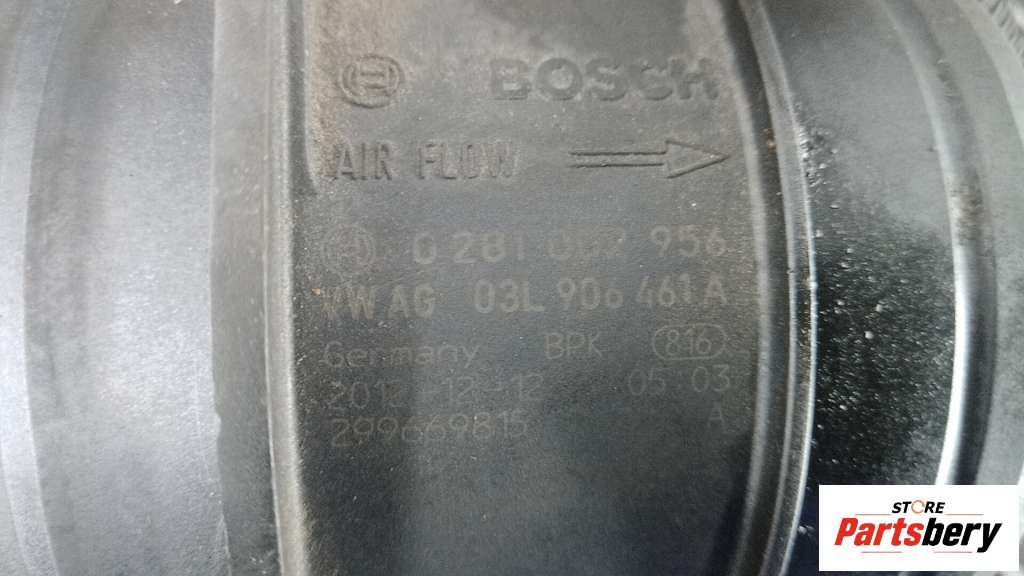 BOSCH
AIR FLOW
0 281 002 956
VW AG 03L 906 461 A
Germany BPK 816
2012-12-12 05 03
299669815 A
STORE
Partsbery